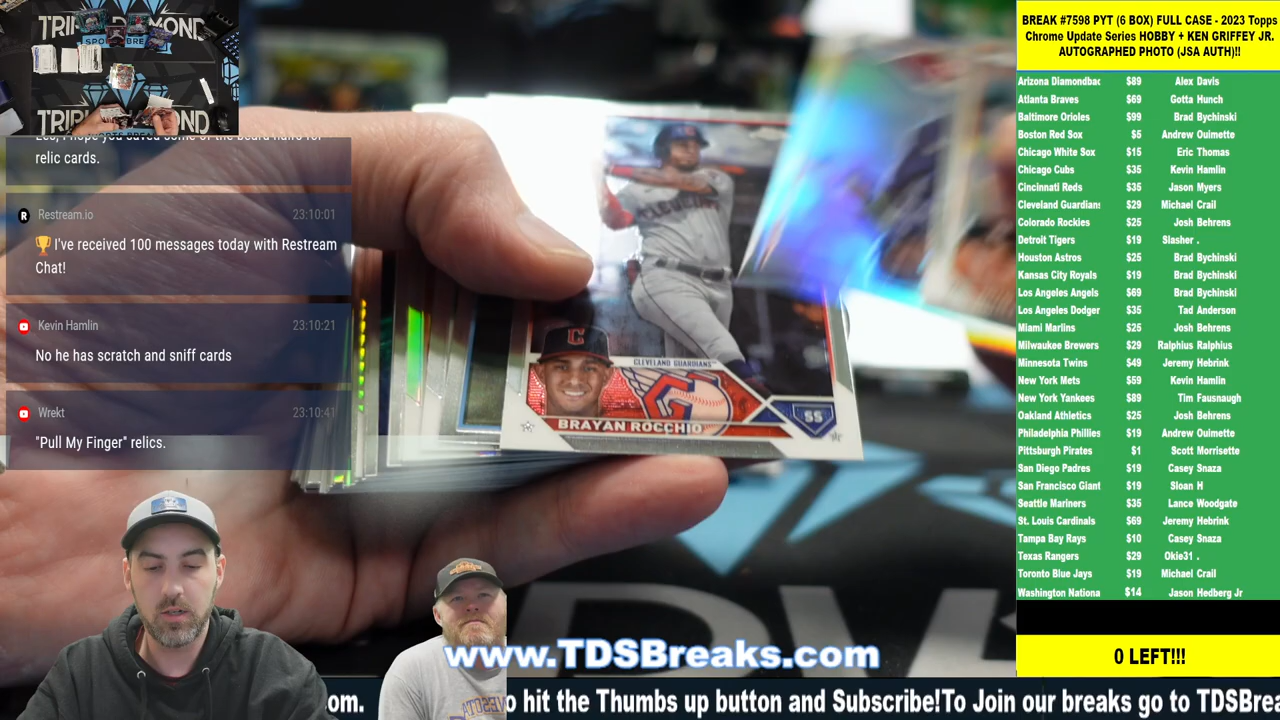 TRIP DIAMOND
relic cards.
Restream.io 23:10:01
🏆I've received 100 messages today with Restream
Chat!
Kevin Hamlin 23:10:21
No he has scratch and sniff cards
Wrekt 23:10:41
"Pull My Finger" relics.
CLEVELAND GUARDIANS
BRAYAN ROCCHIO
SS
www.TDSBreaks.com
com. to hit the Thumbs up button and Subscribe!To Join our breaks go to TDSBrea
BREAK #7598 PYT (6 BOX) FULL CASE - 2023 Topps
Chrome Update Series HOBBY + KEN GRIFFEY JR.
AUTOGRAPHED PHOTO (JSA AUTH)!!
Arizona Diamondbac $89 Alex Davis
Atlanta Braves $69 Gotta Hunch
Baltimore Orioles $99 Brad Bychinski
Boston Red Sox $5 Andrew Ouimette
Chicago White Sox $15 Eric Thomas
Chicago Cubs $35 Kevin Hamlin
Cincinnati Reds $35 Jason Myers
Cleveland Guardians $29 Michael Crail
Colorado Rockies $25 Josh Behrens
Detroit Tigers $19 Slasher .
Houston Astros $25 Brad Bychinski
Kansas City Royals $19 Brad Bychinski
Los Angeles Angels $69 Brad Bychinski
Los Angeles Dodger $35 Tad Anderson
Miami Marlins $25 Josh Behrens
Milwaukee Brewers $29 Ralphius Ralphius
Minnesota Twins $49 Jeremy Hebrink
New York Mets $59 Kevin Hamlin
New York Yankees $89 Tim Fausnaugh
Oakland Athletics $25 Josh Behrens
Philadelphia Phillies $19 Andrew Ouimette
Pittsburgh Pirates $1 Scott Morrisette
San Diego Padres $19 Casey Snaza
San Francisco Giant $19 Sloan H
Seattle Mariners $35 Lance Woodgate
St. Louis Cardinals $69 Jeremy Hebrink
Tampa Bay Rays $10 Casey Snaza
Texas Rangers $29 Okie31 .
Toronto Blue Jays $19 Michael Crail
Washington Nationa $14 Jason Hedberg Jr
0 LEFT!!!